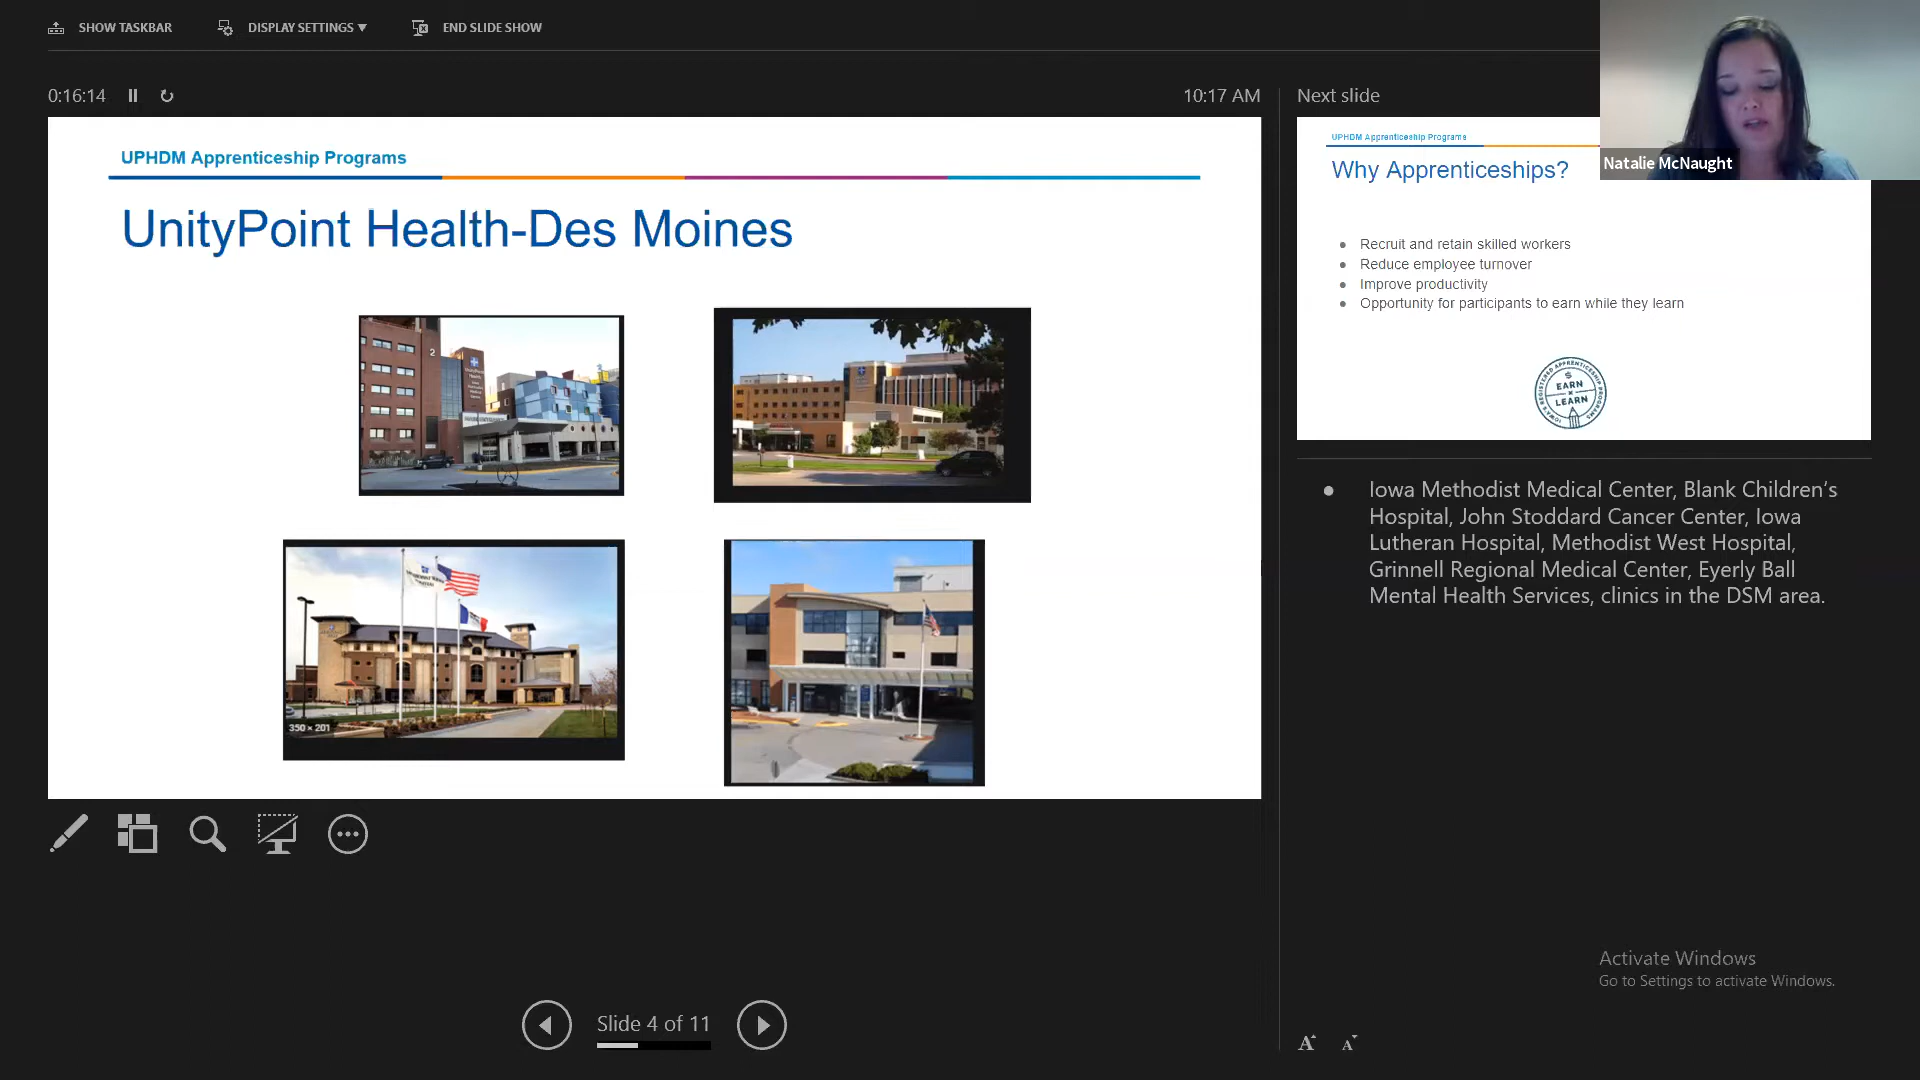 SHOW TASKBAR
DISPLAY SETTINGS ▾
END SLIDE SHOW
0:16:14
10:17 AM
Next slide
UPHDM Apprenticeship Programs
UnityPoint Health-Des Moines
2
UnityPoint
Health
350 × 201
UPHDM Apprenticeship Programs
Why Apprenticeships?
● Recruit and retain skilled workers
● Reduce employee turnover
● Improve productivity
● Opportunity for participants to earn while they learn
EARN
LEARN
Natalie McNaught
● Iowa Methodist Medical Center, Blank Children’s
Hospital, John Stoddard Cancer Center, Iowa
Lutheran Hospital, Methodist West Hospital,
Grinnell Regional Medical Center, Eyerly Ball
Mental Health Services, clinics in the DSM area.
Activate Windows
Go to Settings to activate Windows.
Slide 4 of 11
A A